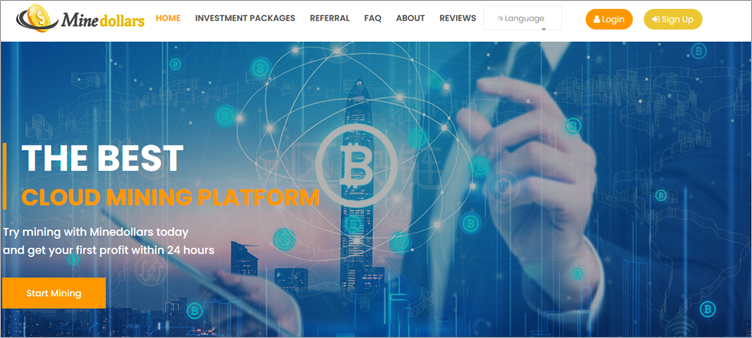 Minedollars
HOME
INVESTMENT PACKAGES
REFERRAL
FAQ
ABOUT
REVIEWS
Language
Login
Sign Up
THE BEST
CLOUD MINING PLATFORM
Try mining with Minedollars today
and get your first profit within 24 hours
Start Mining